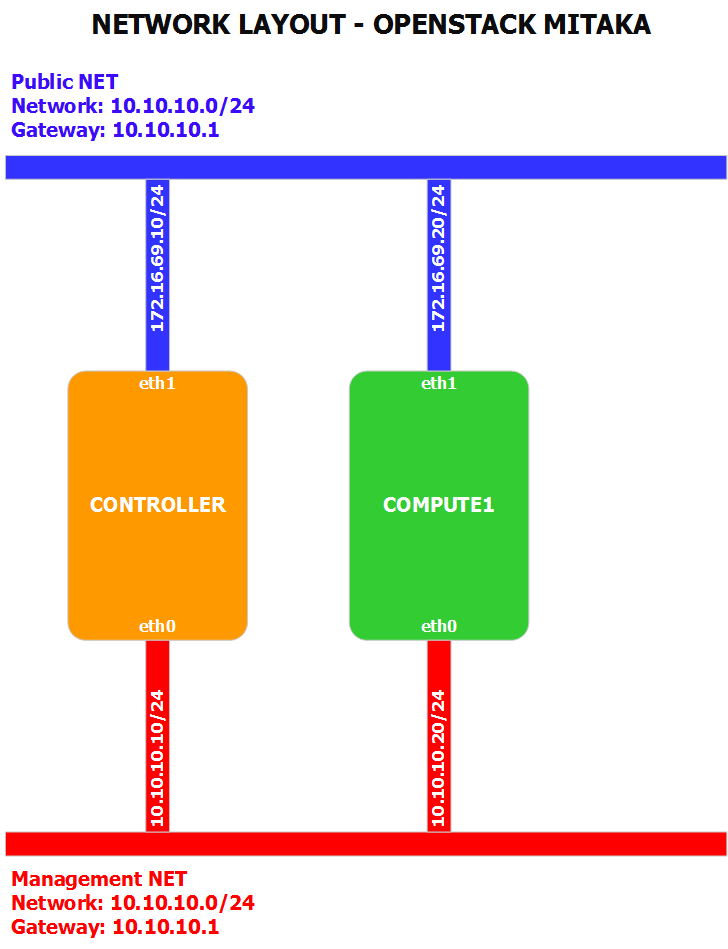 NETWORK LAYOUT - OPENSTACK MITAKA
Public NET
Network: 10.10.10.0/24
Gateway: 10.10.10.1
172.16.69.10/24
172.16.69.20/24
eth1
eth1
CONTROLLER
COMPUTE1
eth0
eth0
10.10.10.10/24
10.10.10.20/24
Management NET
Network: 10.10.10.0/24
Gateway: 10.10.10.1